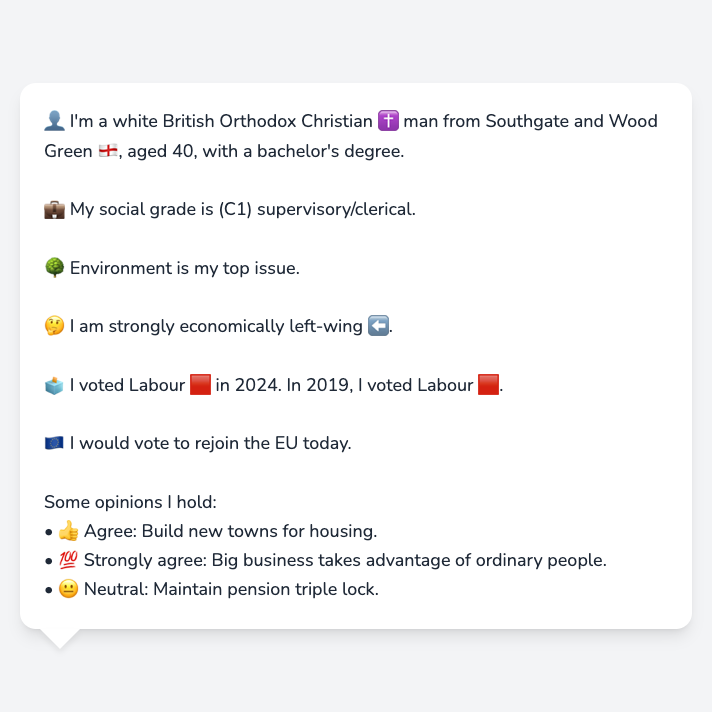 👤 I'm a white British Orthodox Christian ✝️ man from Southgate and Wood
Green 🏴󠁧󠁢󠁥󠁮󠁧󠁿, aged 40, with a bachelor's degree.
💼 My social grade is (C1) supervisory/clerical.
🌳 Environment is my top issue.
🤔 I am strongly economically left-wing ⬅️.
🗳️ I voted Labour 🟥 in 2024. In 2019, I voted Labour 🟥.
🇪🇺 I would vote to rejoin the EU today.
Some opinions I hold:
• 👍 Agree: Build new towns for housing.
• 💯 Strongly agree: Big business takes advantage of ordinary people.
• 😐 Neutral: Maintain pension triple lock.